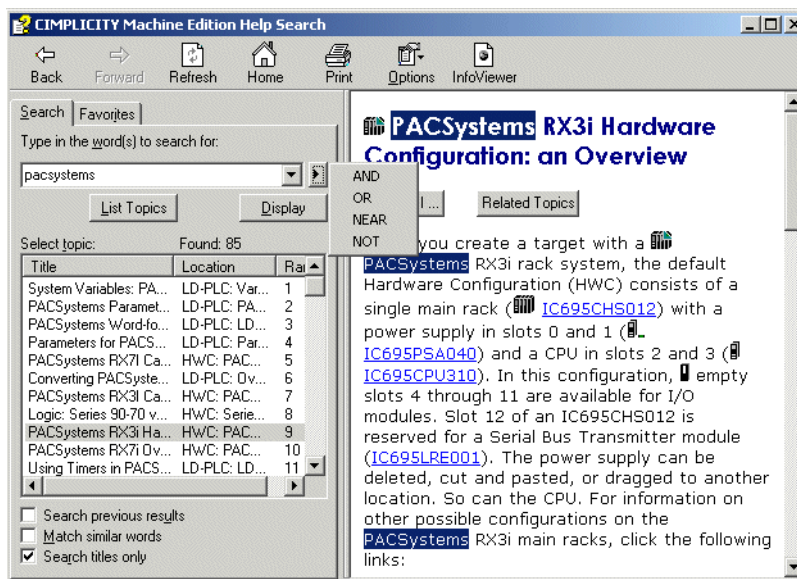 CIMPLICITY Machine Edition Help Search
Back Forward Refresh Home Print Options InfoViewer
Search Favorites
Type in the word(s) to search for:
pacsystems
AND
OR
NEAR
NOT
List Topics Display
Select topic: Found: 85
Title Location Ra
System Variables: PA... LD-PLC: Var... 1
PACSystems Paramet... LD-PLC: PA... 2
PACSystems Word-fo... LD-PLC: LD... 3
Parameters for PACS... LD-PLC: Par... 4
PACSystems RX7I Ca... HWC: PAC... 5
Converting PACSyste... LD-PLC: Ov... 6
PACSystems RX3I Ca... HWC: PAC... 7
Logic: Series 90-70 v... HWC: Serie... 8
PACSystems RX3i Ha... HWC: PAC... 9
PACSystems RX7i Ov... HWC: PAC... 10
Using Timers in PACS... LD-PLC: LD... 11
Search previous results
Match similar words
Search titles only
PACSystems RX3i Hardware
Configuration: an Overview
... Related Topics
you create a target with a
PACSystems RX3i rack system, the default
Hardware Configuration (HWC) consists of a
single main rack (IC695CHS012) with a
power supply in slots 0 and 1 (
IC695PSA040) and a CPU in slots 2 and 3 (
IC695CPU310). In this configuration, empty
slots 4 through 11 are available for I/O
modules. Slot 12 of an IC695CHS012 is
reserved for a Serial Bus Transmitter module
(IC695LRE001). The power supply can be
deleted, cut and pasted, or dragged to another
location. So can the CPU. For information on
other possible configurations on the
PACSystems RX3i main racks, click the following
links: